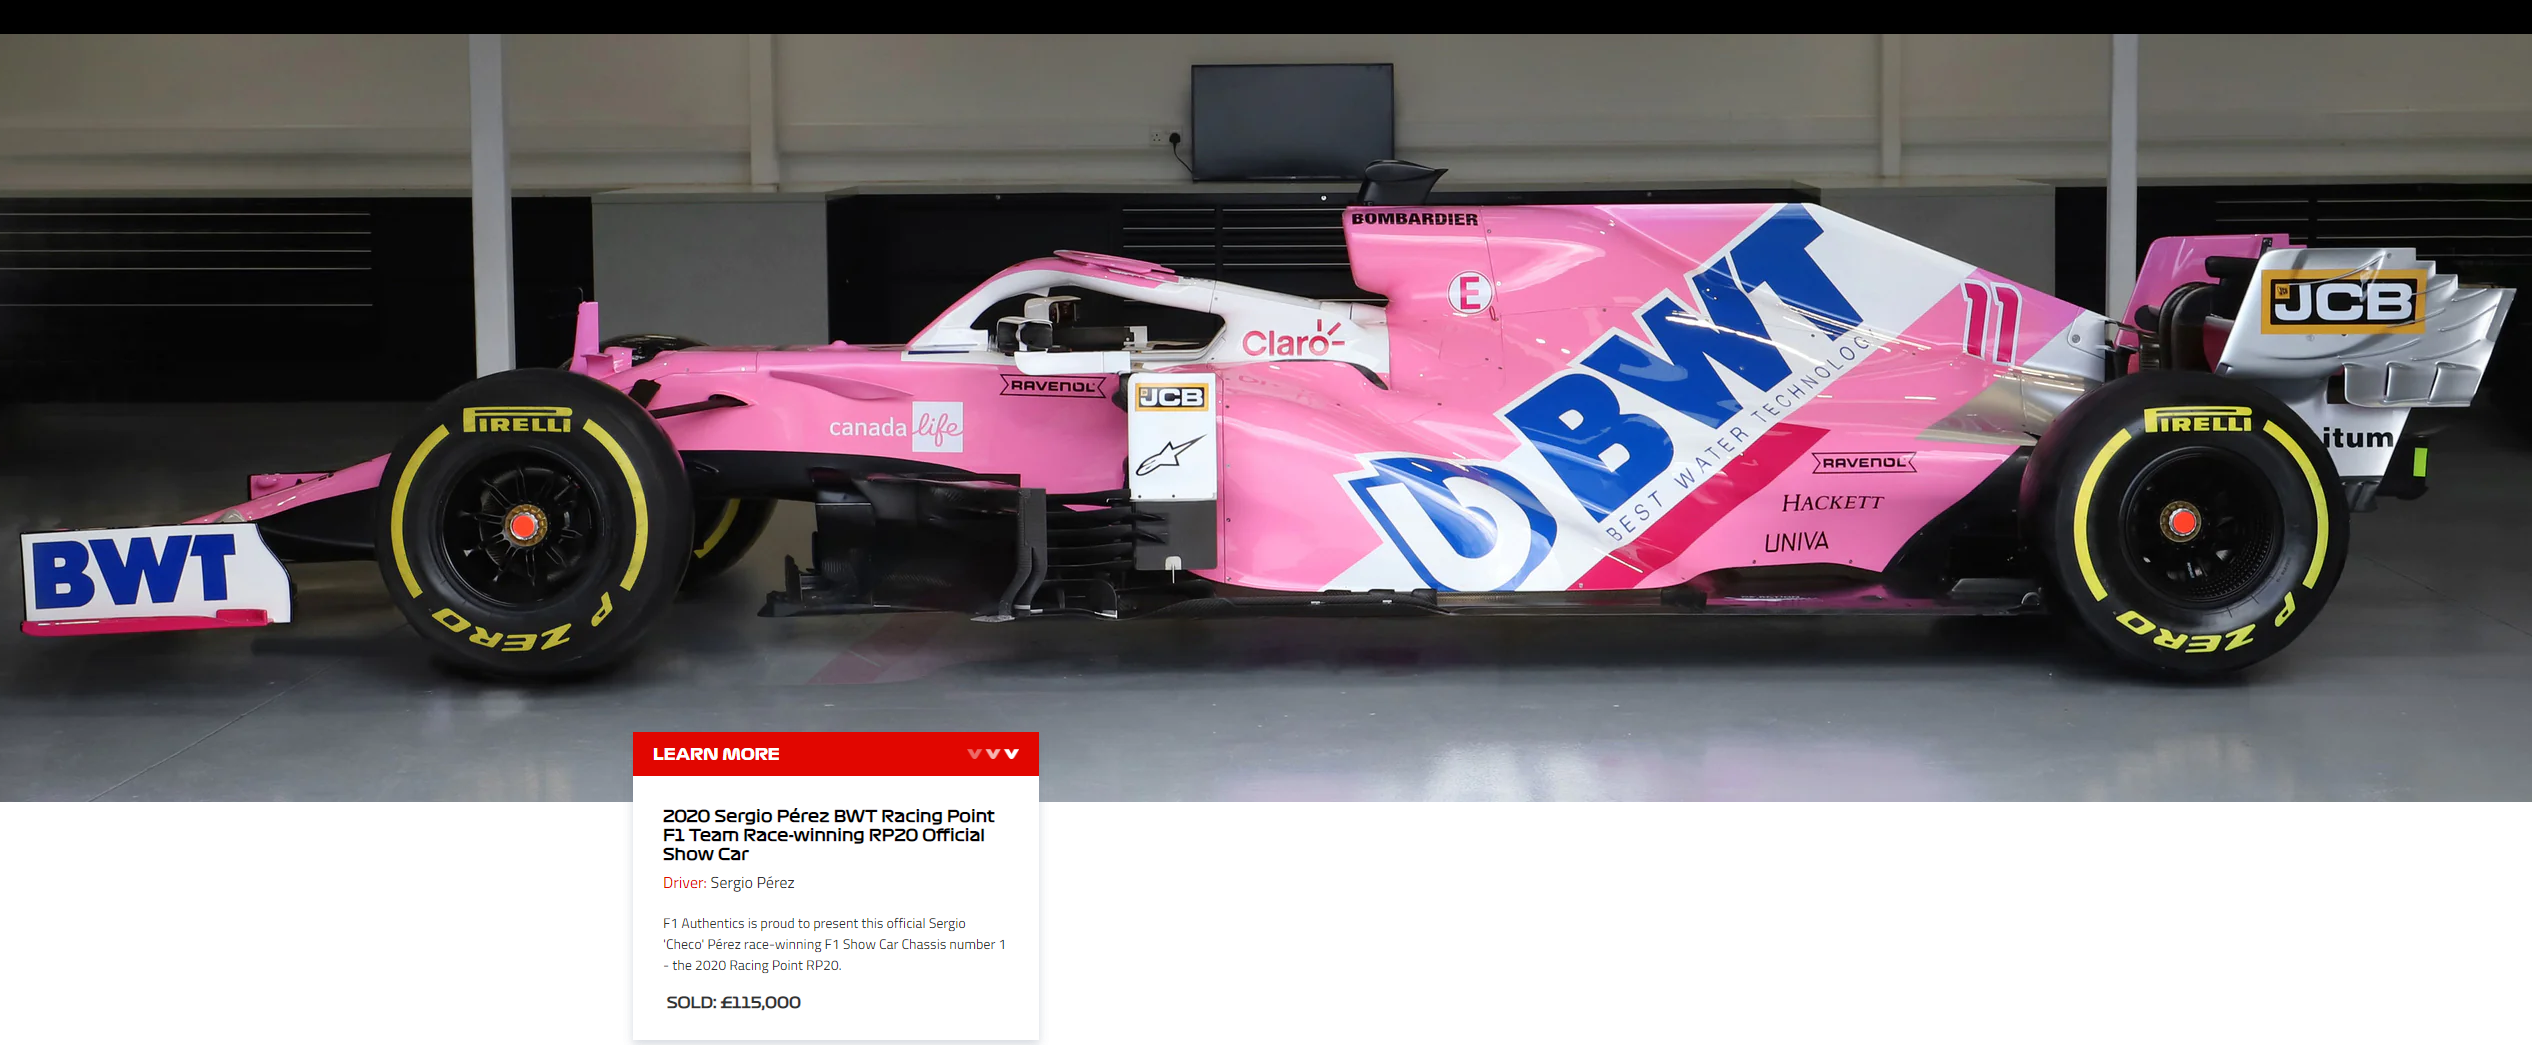 BOMBARDIER
E
Claro
RAVENOL
JCB
canada life
BWT
BEST WATER TECHNOLOG
11
JCB
itum
RAVENOL
HACKETT
UNIVA
PIRELLI
P ZERO
PIRELLI
P ZERO
BWT
LEARN MORE
2020 Sergio Pérez BWT Racing Point
F1 Team Race-winning RP20 Official
Show Car
Driver: Sergio Pérez
F1 Authentics is proud to present this official Sergio
'Checo' Pérez race-winning F1 Show Car Chassis number 1
- the 2020 Racing Point RP20.
SOLD: £115,000